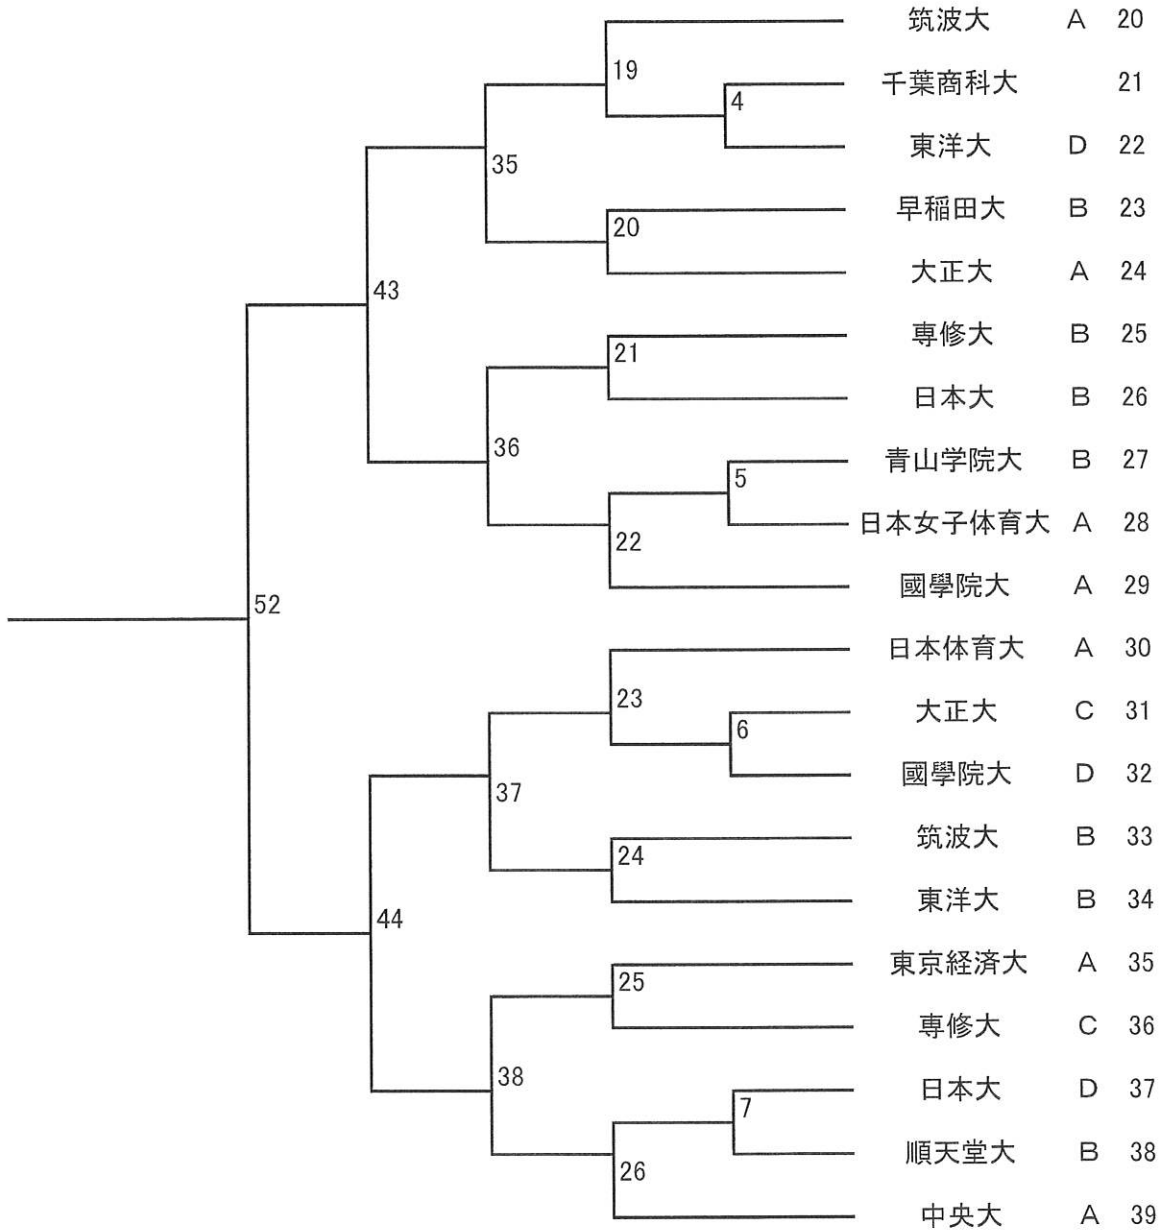 筑波大 A 20
19
千葉商科大 21
4
東洋大 D 22
35
早稲田大 B 23
20
大正大 A 24
43
専修大 B 25
21
日本大 B 26
36
青山学院大 B 27
5
日本女子体育大 A 28
22
國學院大 A 29
52
日本体育大 A 30
23
大正大 C 31
6
國學院大 D 32
37
筑波大 B 33
24
東洋大 B 34
44
東京経済大 A 35
25
専修大 C 36
38
日本大 D 37
7
順天堂大 B 38
26
中央大 A 39